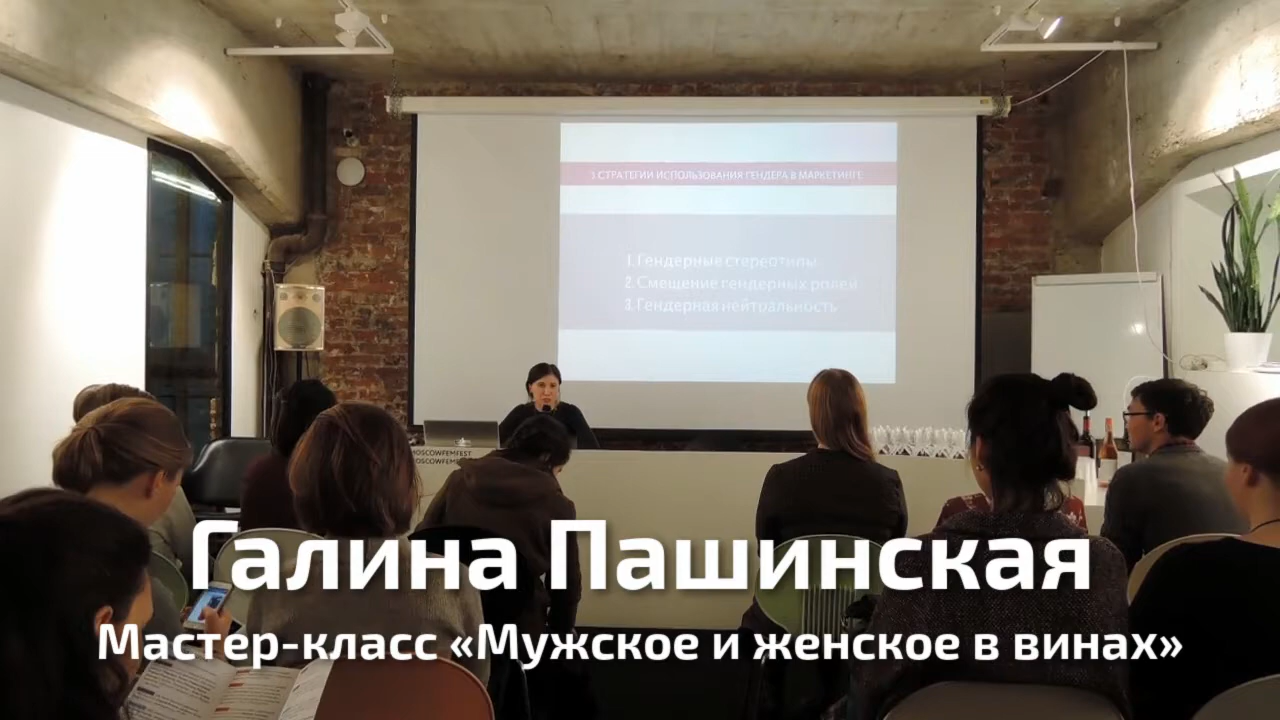 3 СТРАТЕГИИ ИСПОЛЬЗОВАНИЯ ГЕНДЕРА В МАРКЕТИНГЕ
1. Гендерные стереотипы
2. Смещение гендерных ролей
3. Гендерная нейтральность
MOSCOWFEMFEST
MOSCOWFEMFEST
Галина Пашинская
Мастер-класс «Мужское и женское в винах»